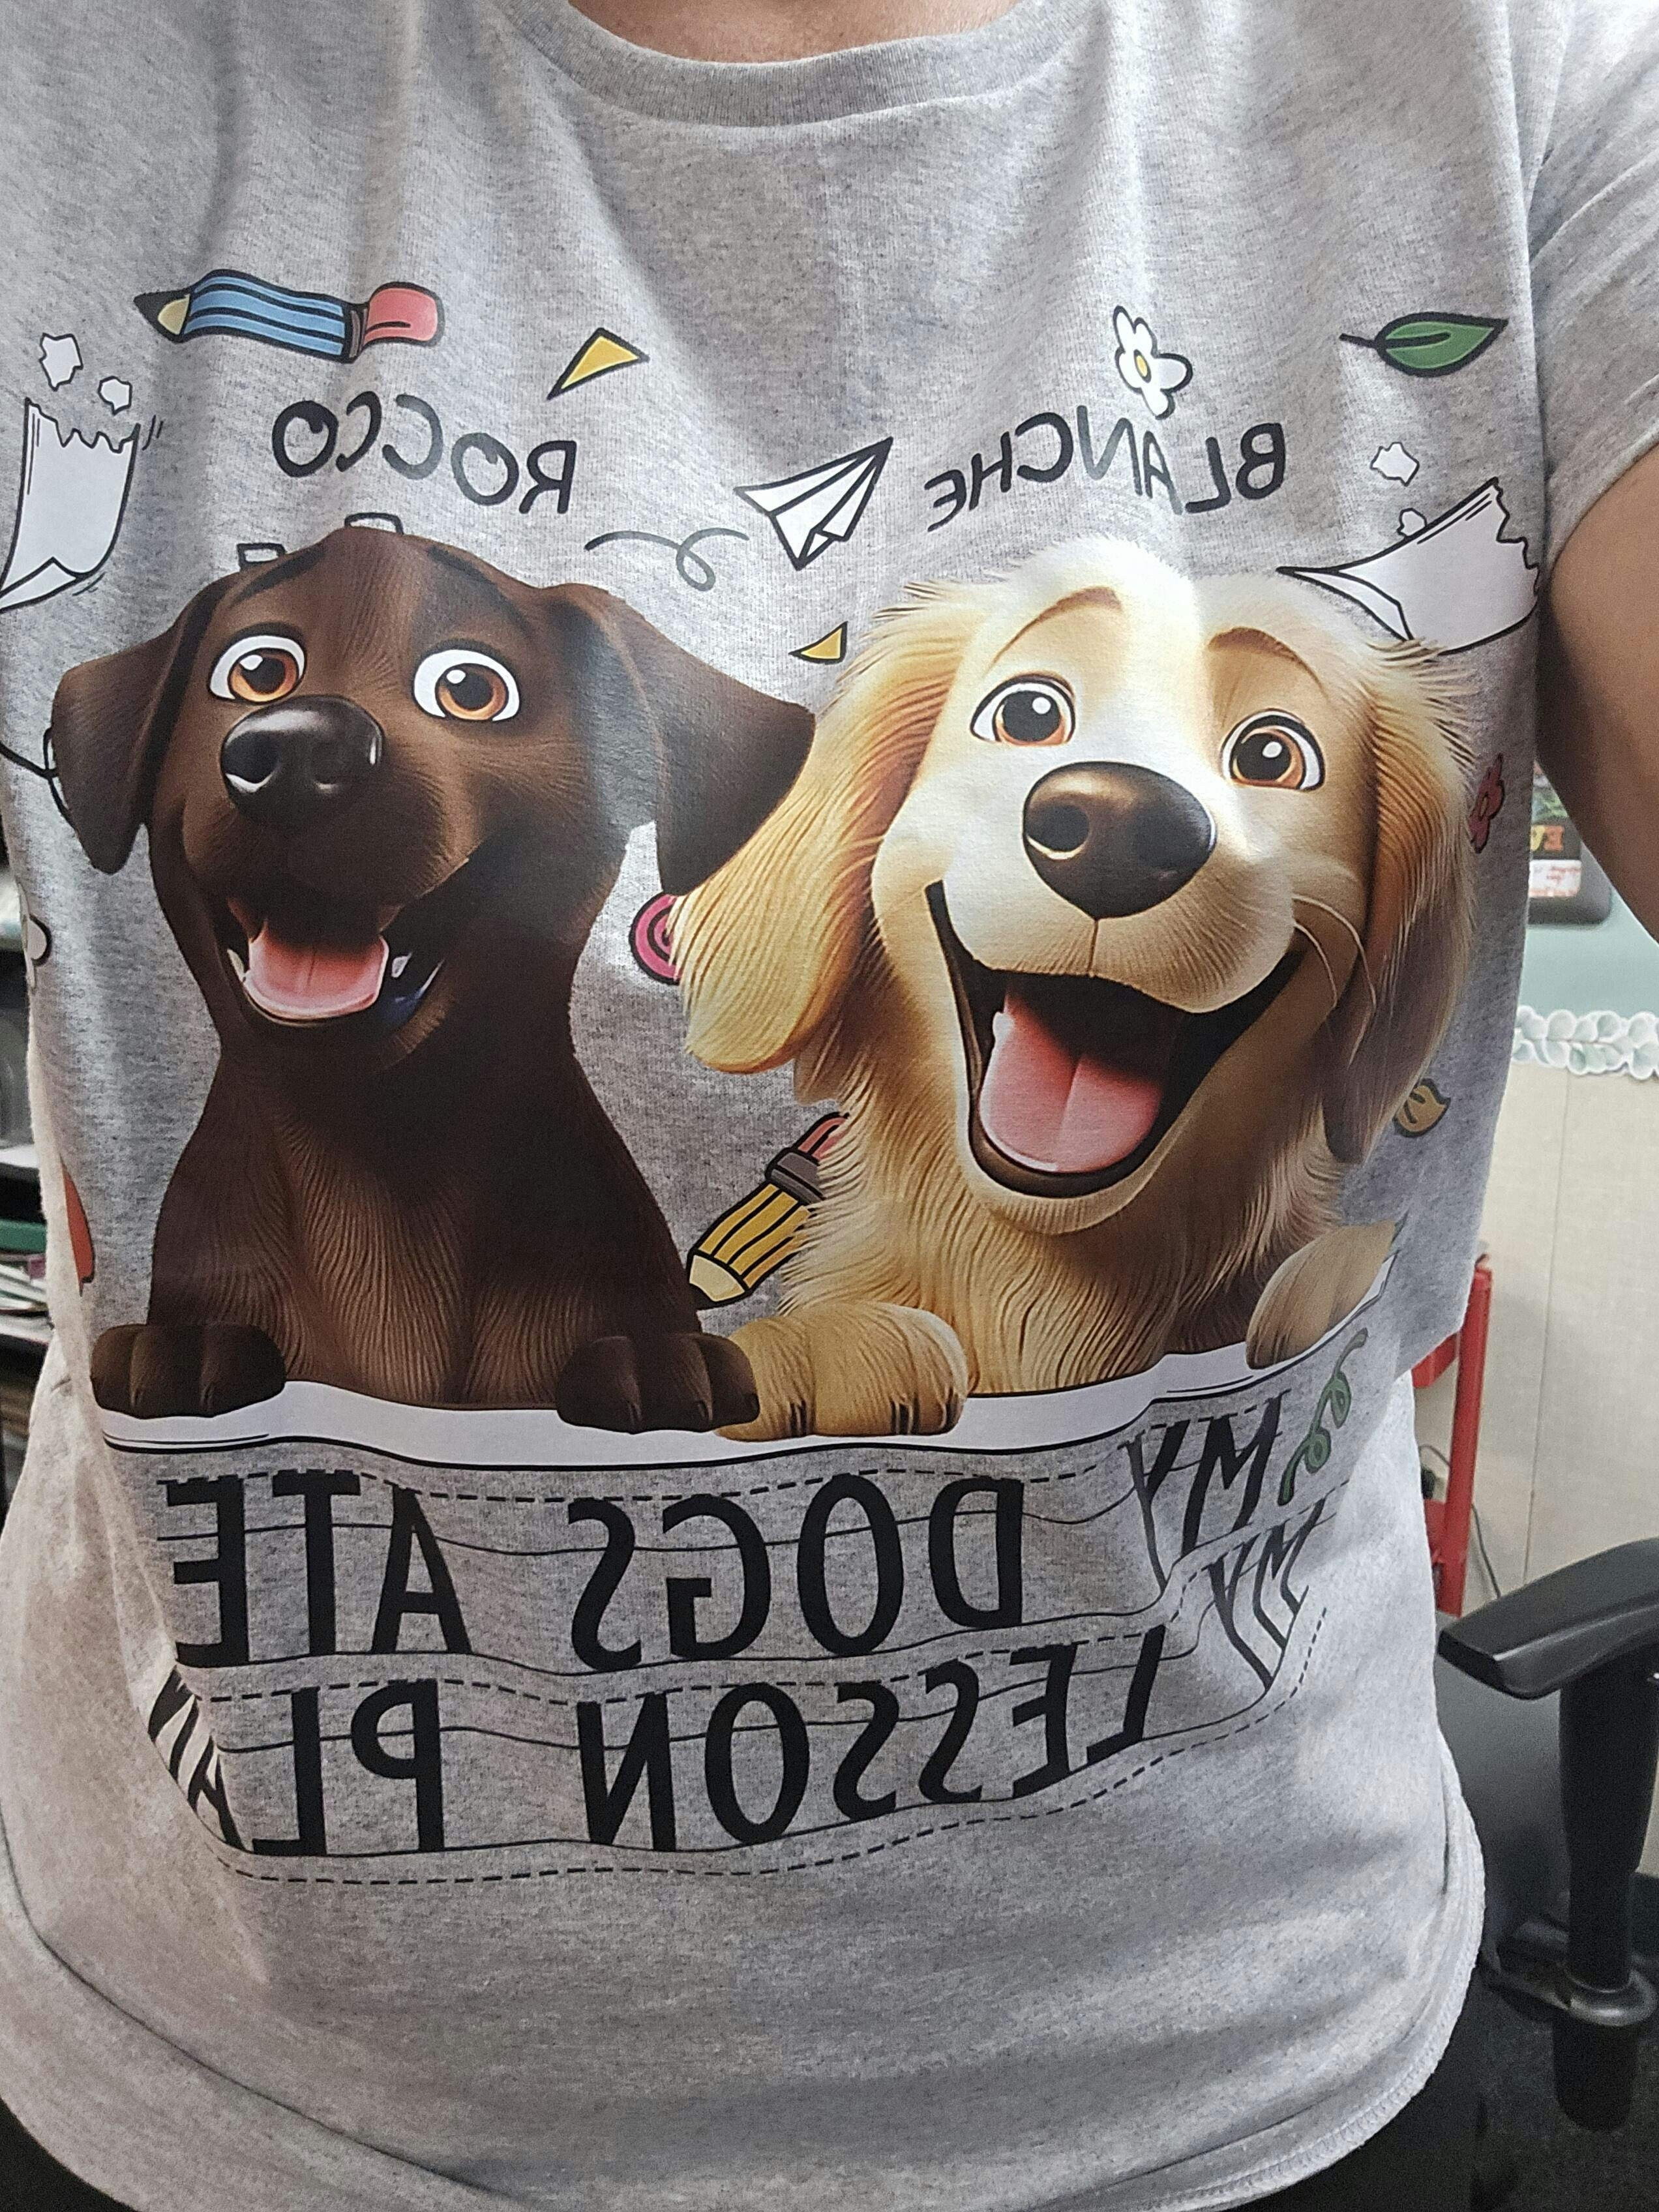 BLANCHE ROCCO
MY DOGS ATE
MY LESSON PLAN